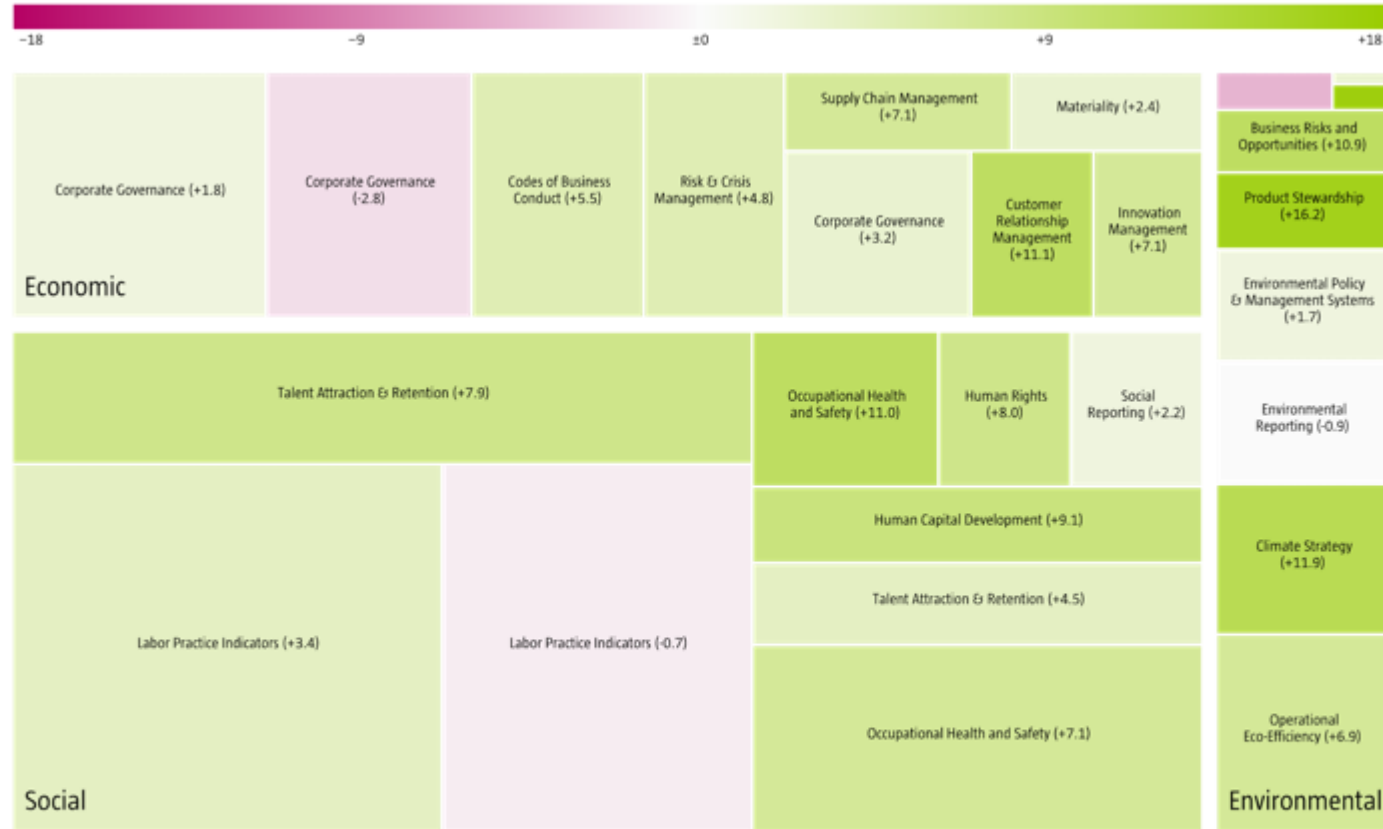 −18
−9
±0
+9
+18
Corporate Governance (+1.8)
Corporate Governance
(-2.8)
Codes of Business
Conduct (+5.5)
Risk & Crisis
Management (+4.8)
Supply Chain Management
(+7.1)
Materiality (+2.4)
Corporate Governance
(+3.2)
Customer
Relationship
Management
(+11.1)
Innovation
Management
(+7.1)
Economic
Talent Attraction & Retention (+7.9)
Labor Practice Indicators (+3.4)
Labor Practice Indicators (-0.7)
Occupational Health
and Safety (+11.0)
Human Rights
(+8.0)
Social
Reporting (+2.2)
Human Capital Development (+9.1)
Talent Attraction & Retention (+4.5)
Occupational Health and Safety (+7.1)
Social
Business Risks and
Opportunities (+10.9)
Product Stewardship
(+16.2)
Environmental Policy
& Management Systems
(+1.7)
Environmental
Reporting (-0.9)
Climate Strategy
(+11.9)
Operational
Eco-Efficiency (+6.9)
Environmental